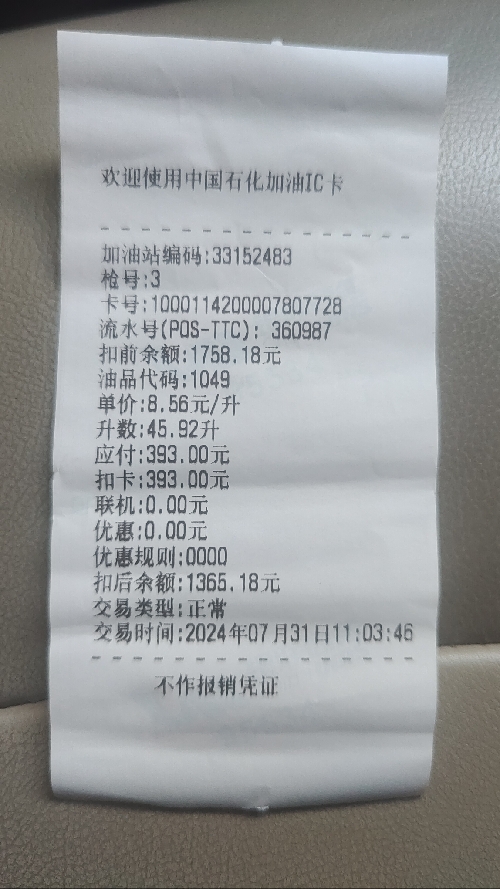 欢迎使用中国石化加油IC卡
加油站编码:33152483
枪号:3
卡号:1000114200007807728
流水号(POS-TTC): 360987
扣前余额:1758.18元
油品代码:1049
单价:8.56元/升
升数:45.92升
应付:393.00元
扣卡:393.00元
联机:0.00元
优惠:0.00元
优惠规则:0000
扣后余额:1365.18元
交易类型:正常
交易时间:2024年07月31日11:03:46
不作报销凭证